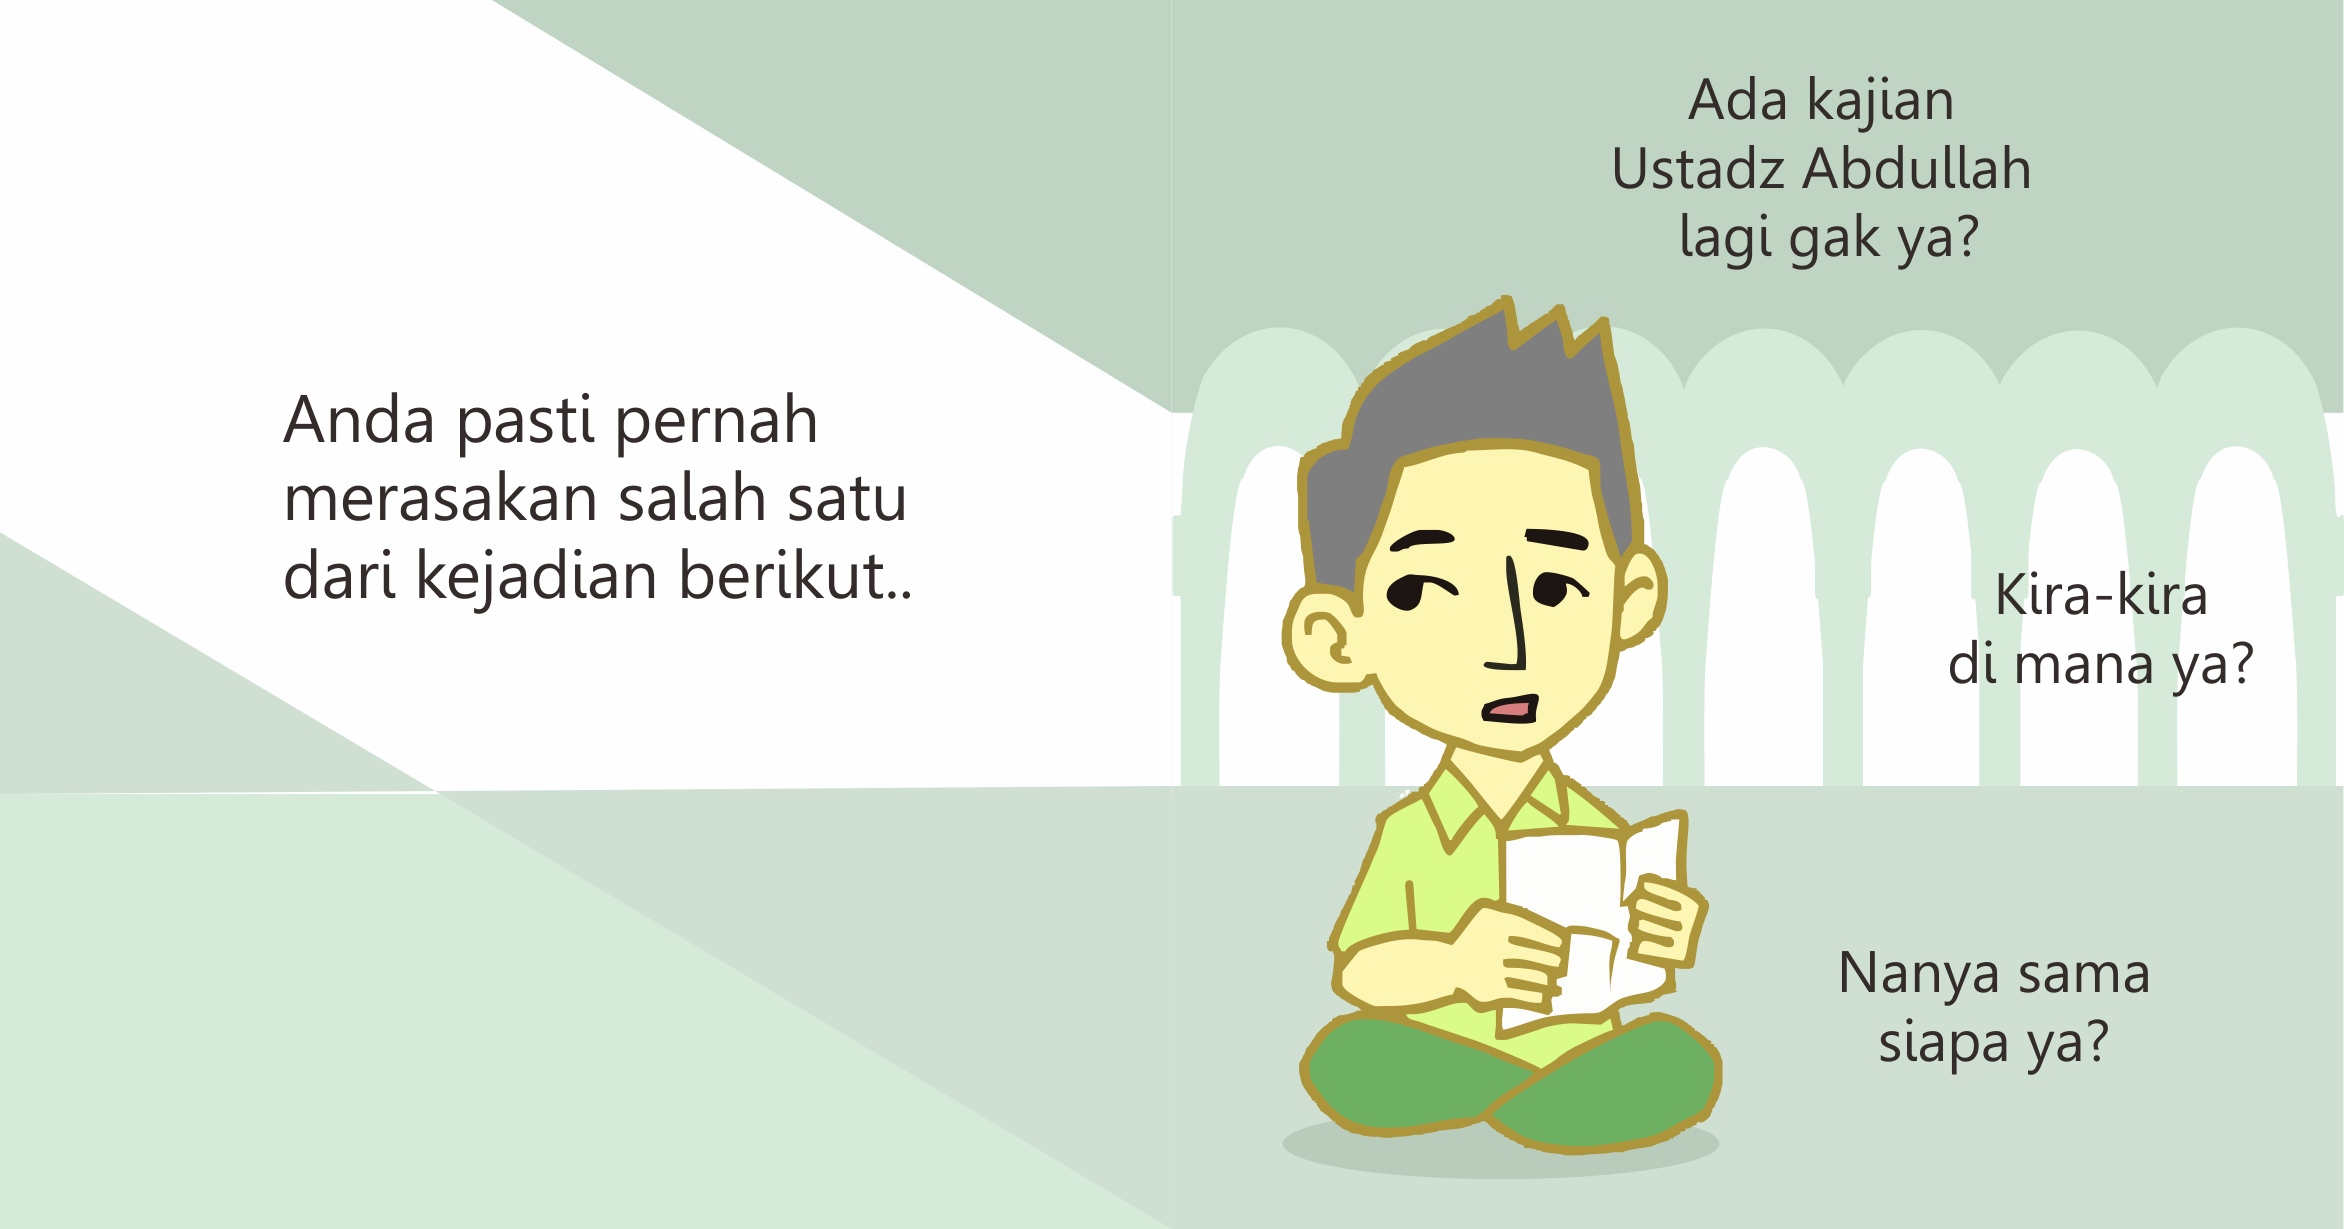 Anda pasti pernah
merasakan salah satu
dari kejadian berikut..
Ada kajian
Ustadz Abdullah
lagi gak ya?
Kira-kira
di mana ya?
Nanya sama
siapa ya?